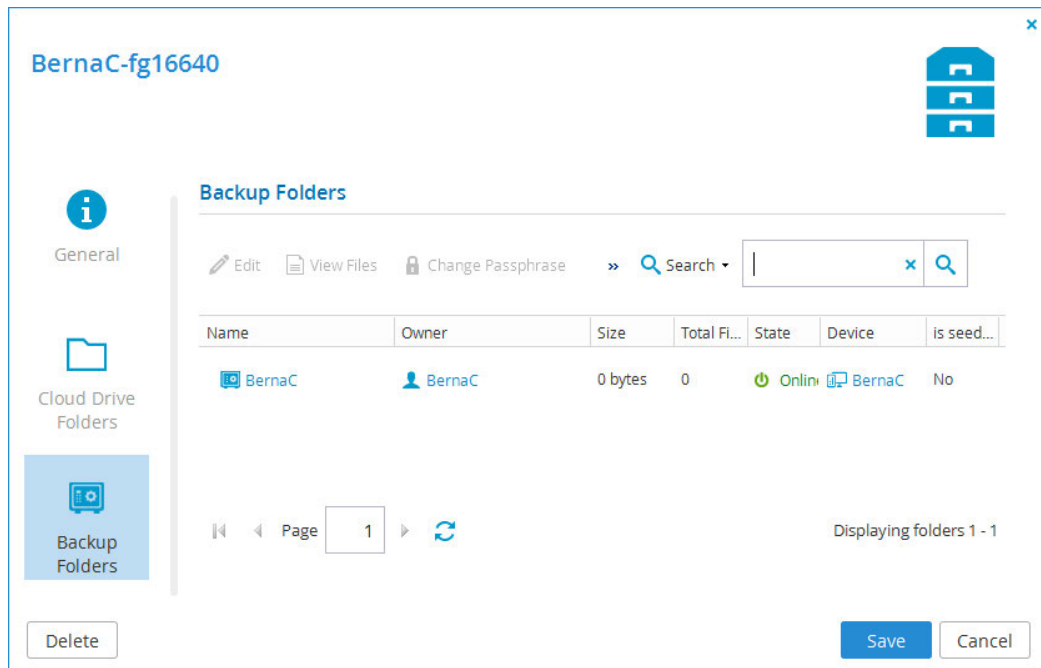 BernaC-fg16640
General
Cloud Drive
Folders
Backup
Folders
Backup Folders
Edit View Files Change Passphrase » Search
Name Owner Size Total Fi... State Device is seed...
BernaC BernaC 0 bytes 0 Onlin BernaC No
Page 1 Displaying folders 1 - 1
Delete Save Cancel